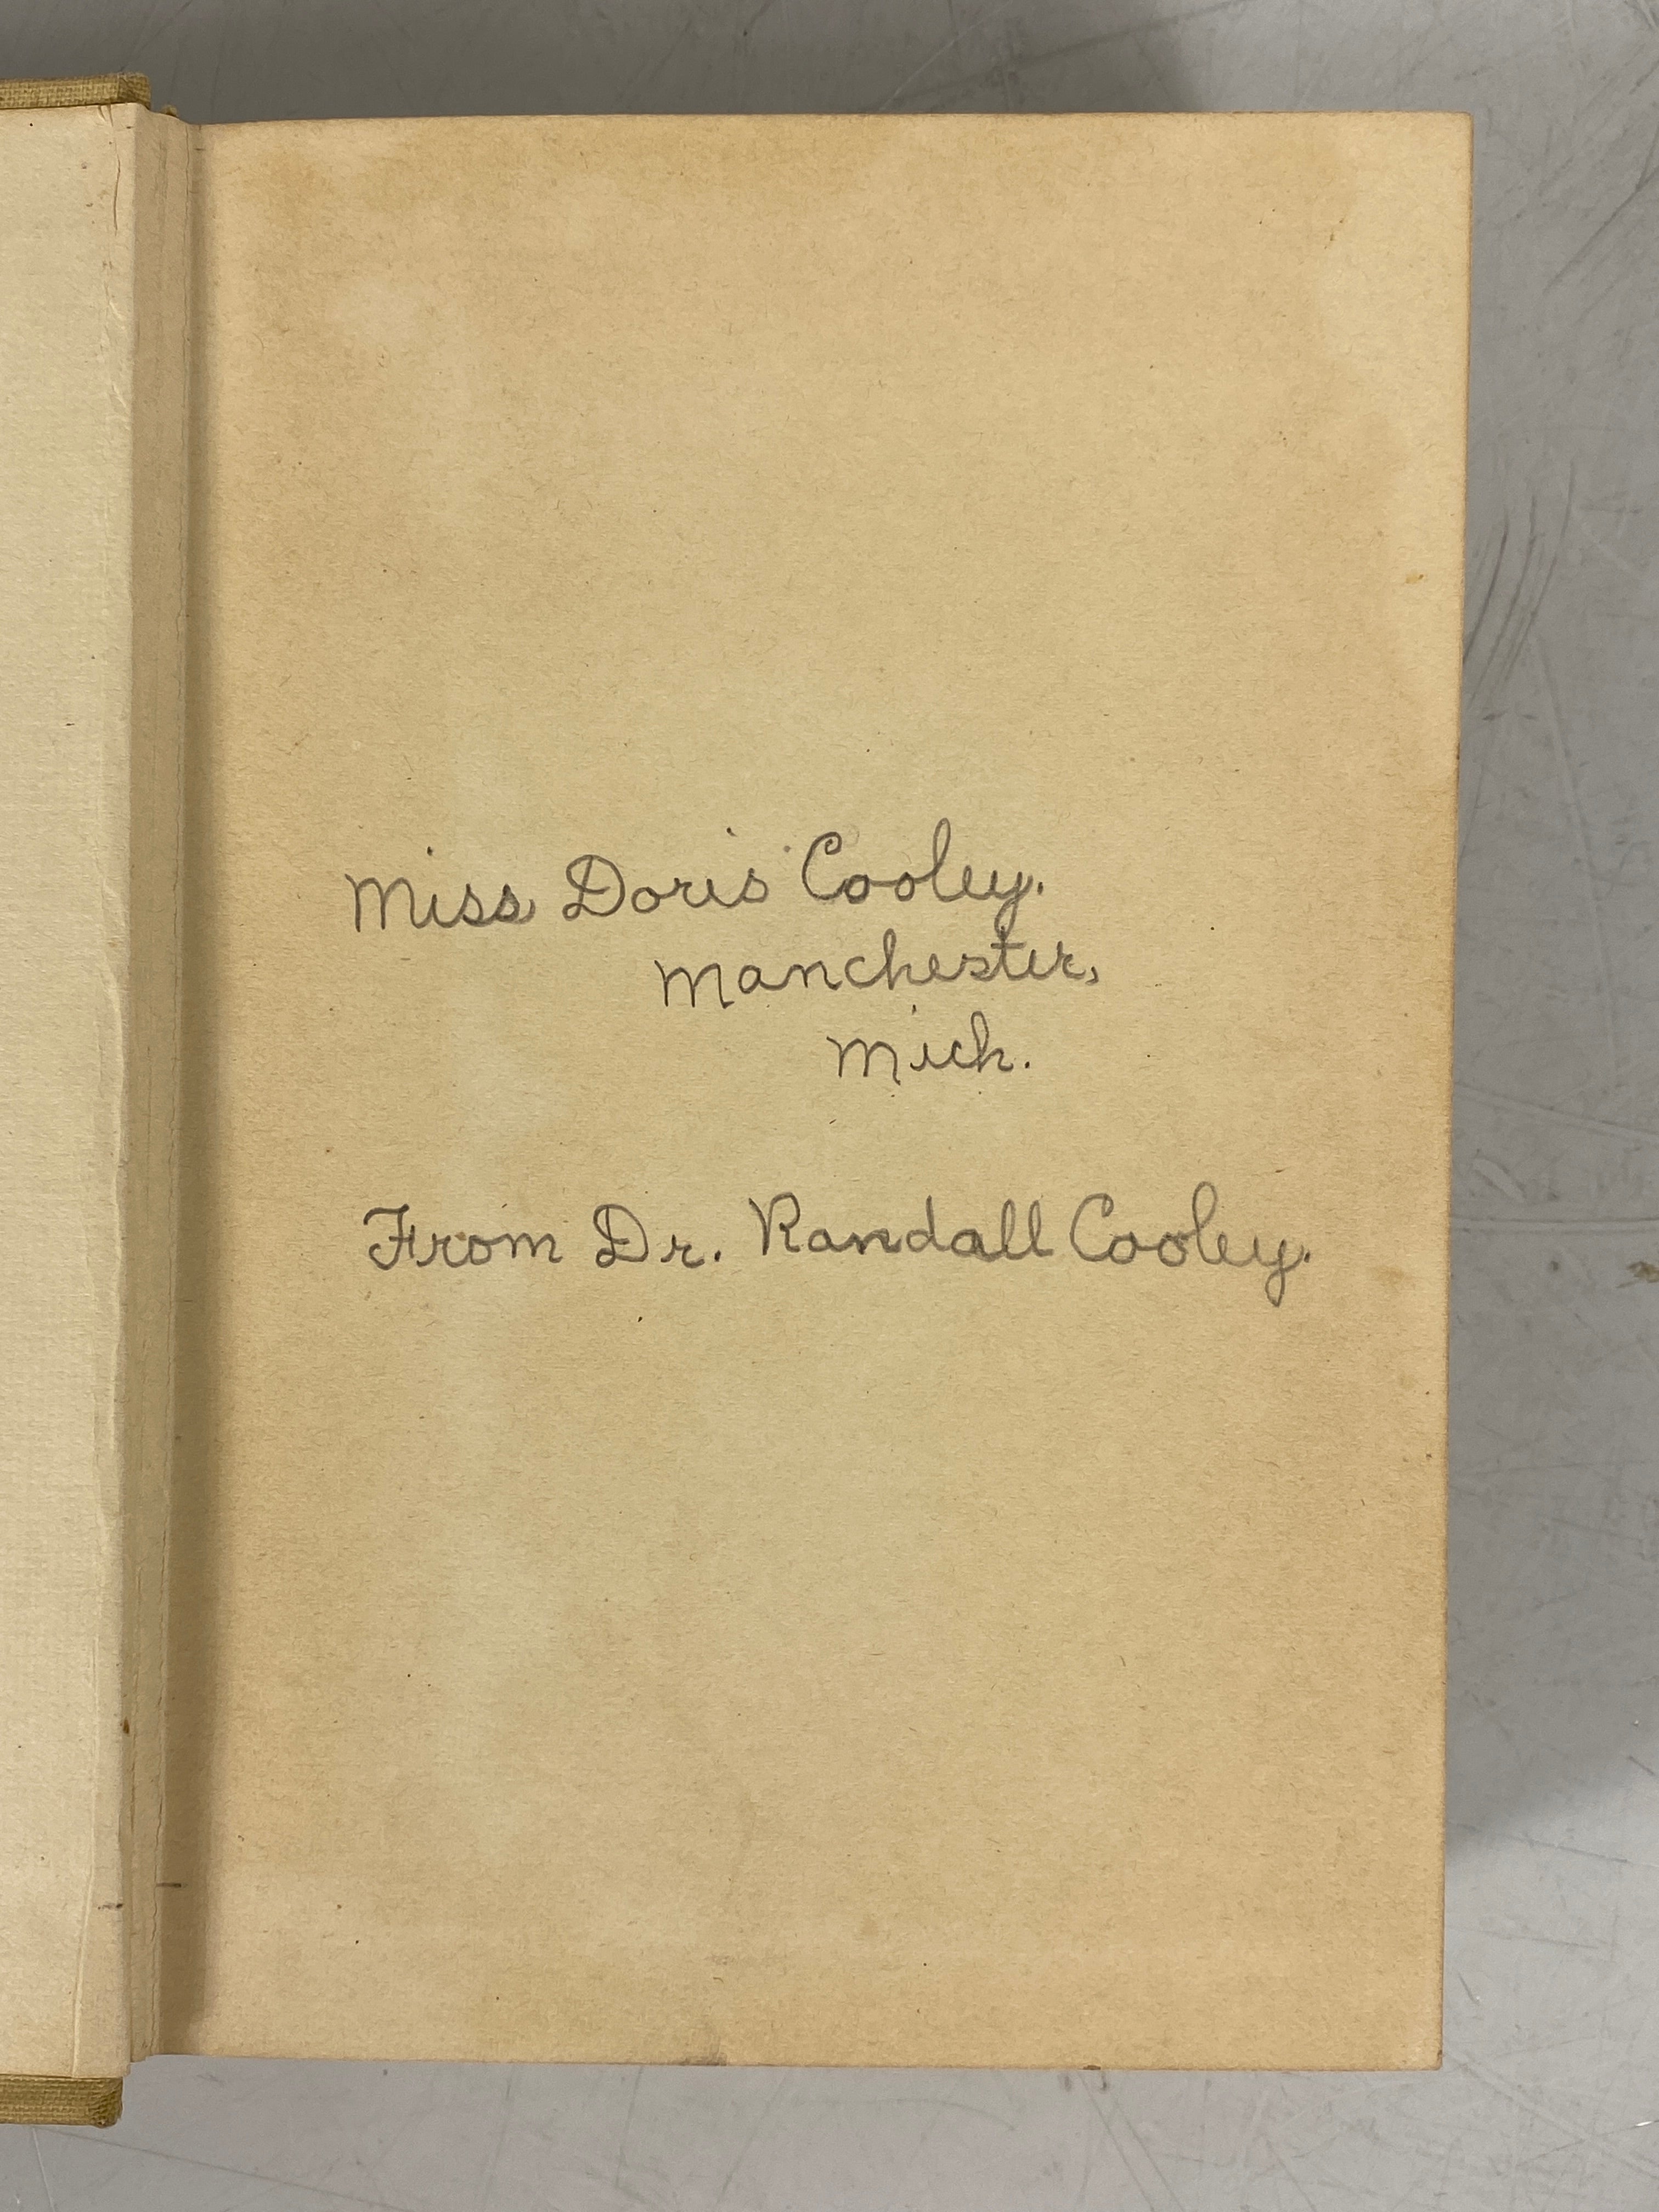 Miss Doris Cooley.
Manchester,
Mich.
From Dr. Randall Cooley.